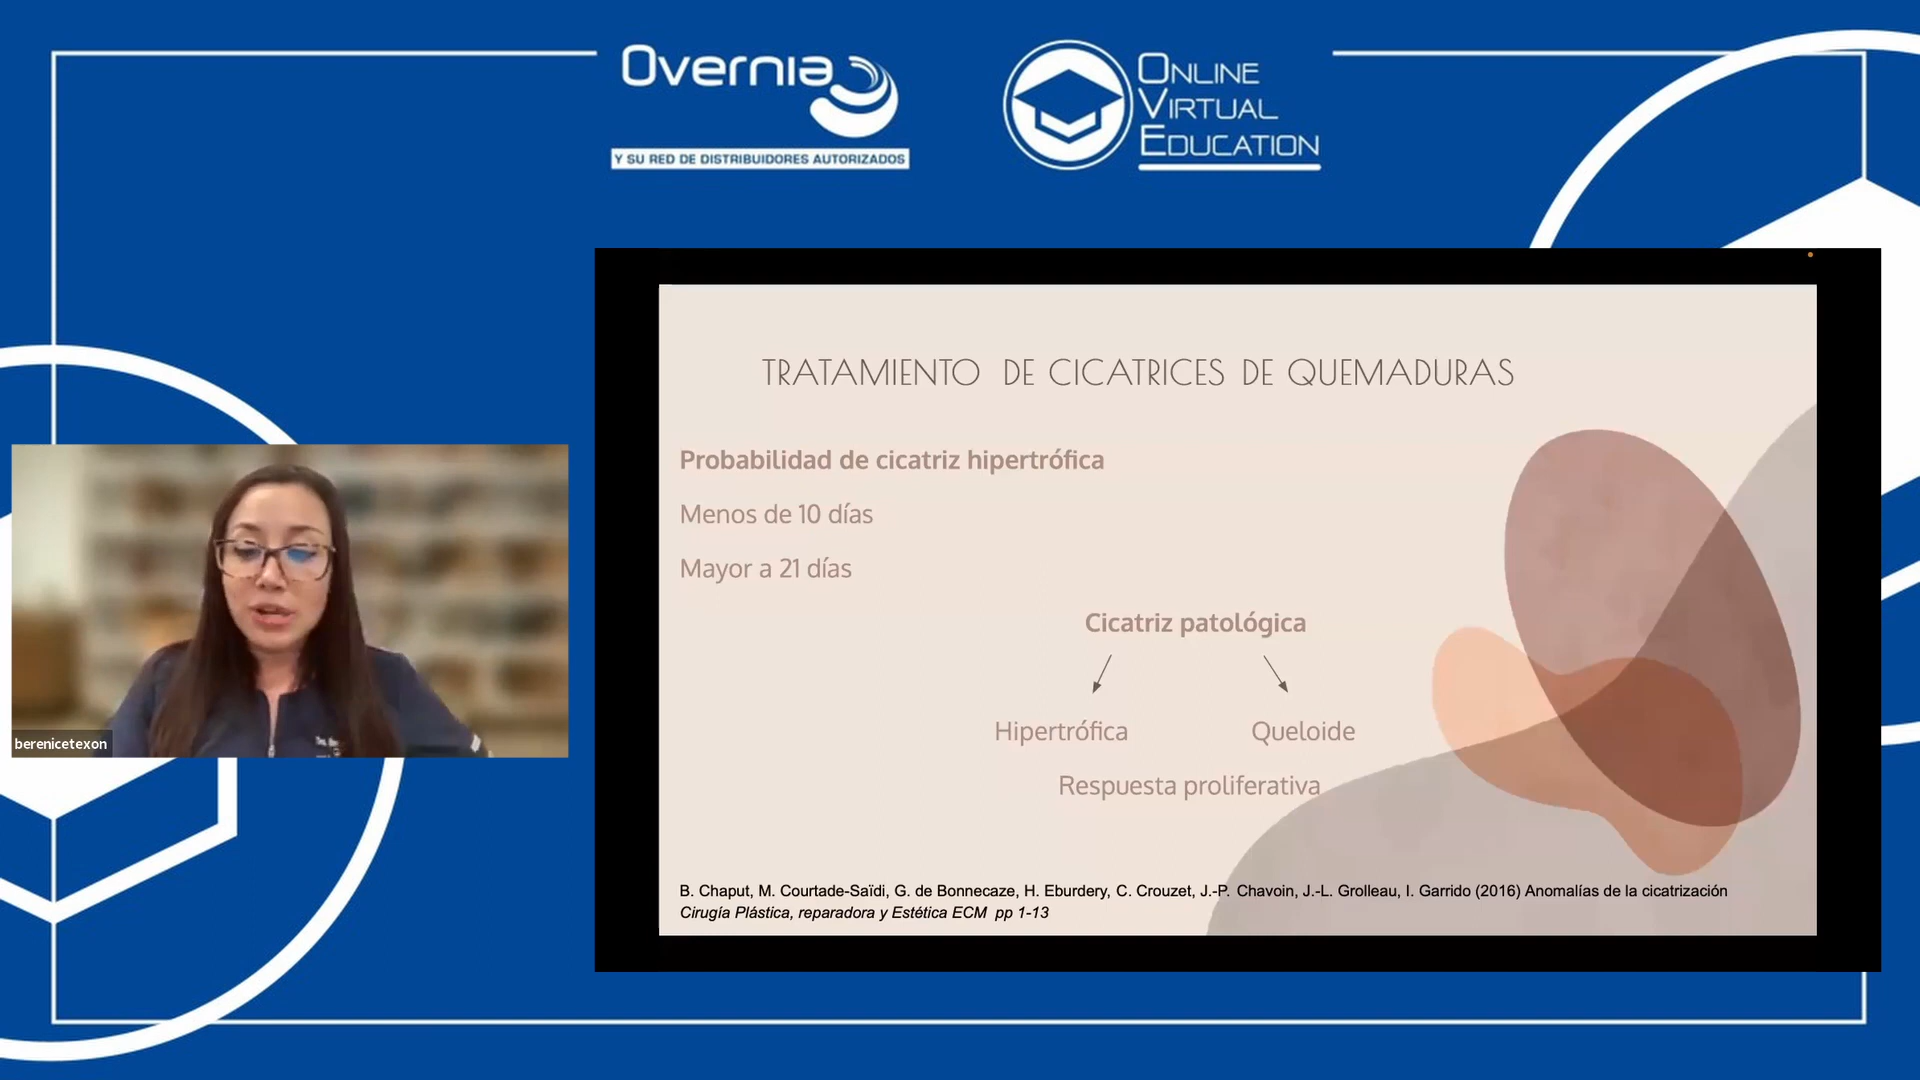 Overnia
Y SU RED DE DISTRIBUIDORES AUTORIZADOS
ONLINE
VIRTUAL
EDUCATION
TRATAMIENTO DE CICATRICES DE QUEMADURAS
Probabilidad de cicatriz hipertrófica
Menos de 10 días
Mayor a 21 días
Cicatriz patológica
Hipertrófica Queloide
Respuesta proliferativa
B. Chaput, M. Courtade-Saïdi, G. de Bonnecaze, H. Eburdery, C. Crouzet, J.-P. Chavoin, J.-L. Grolleau, I. Garrido (2016) Anomalías de la cicatrización
Cirugía Plástica, reparadora y Estética ECM pp 1-13
berenicetexon